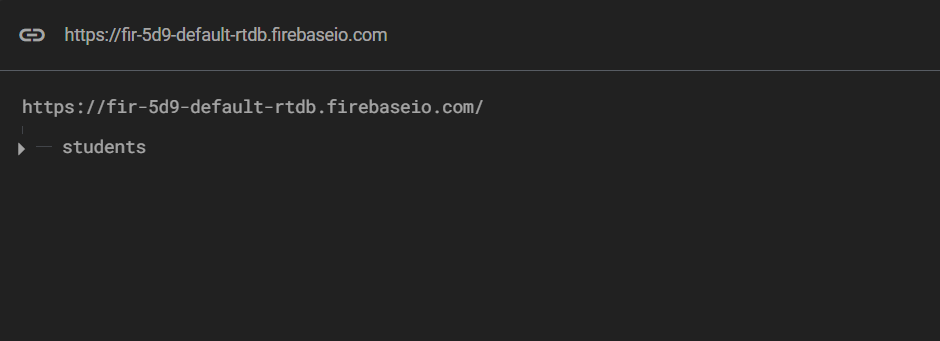 https://fir-5d9-default-rtdb.firebaseio.com
https://fir-5d9-default-rtdb.firebaseio.com/
students